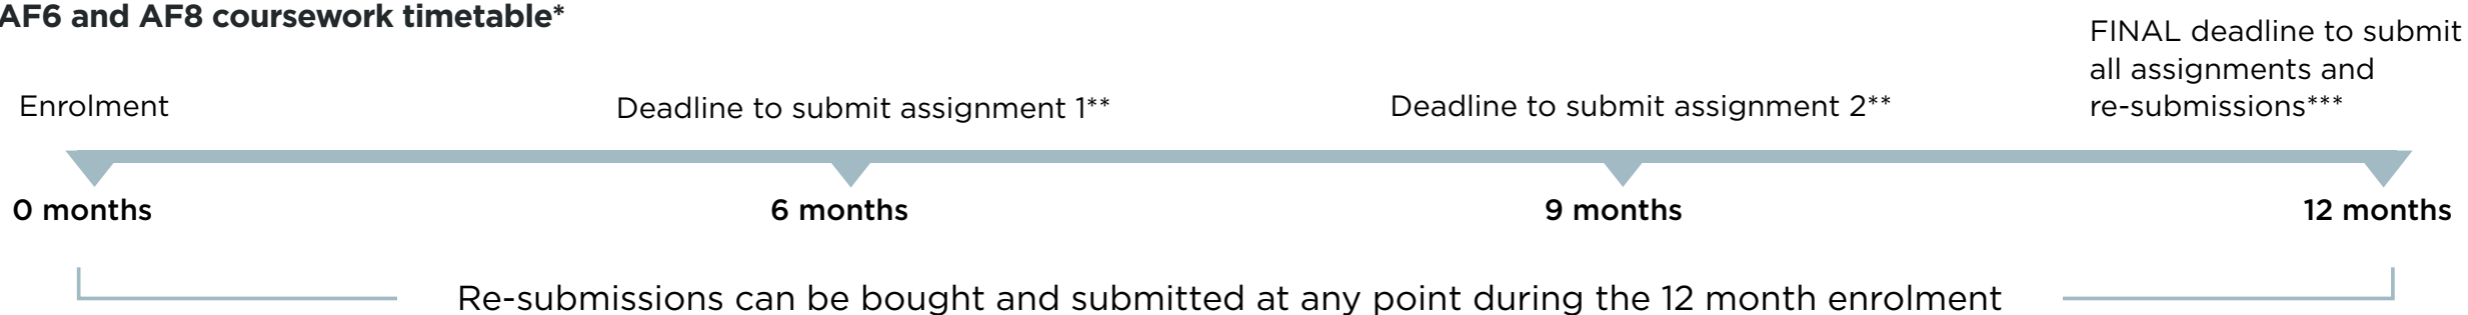 AF6 and AF8 coursework timetable*
Enrolment
Deadline to submit assignment 1**
Deadline to submit assignment 2**
FINAL deadline to submit
all assignments and
re-submissions***
0 months
6 months
9 months
12 months
Re-submissions can be bought and submitted at any point during the 12 month enrolment